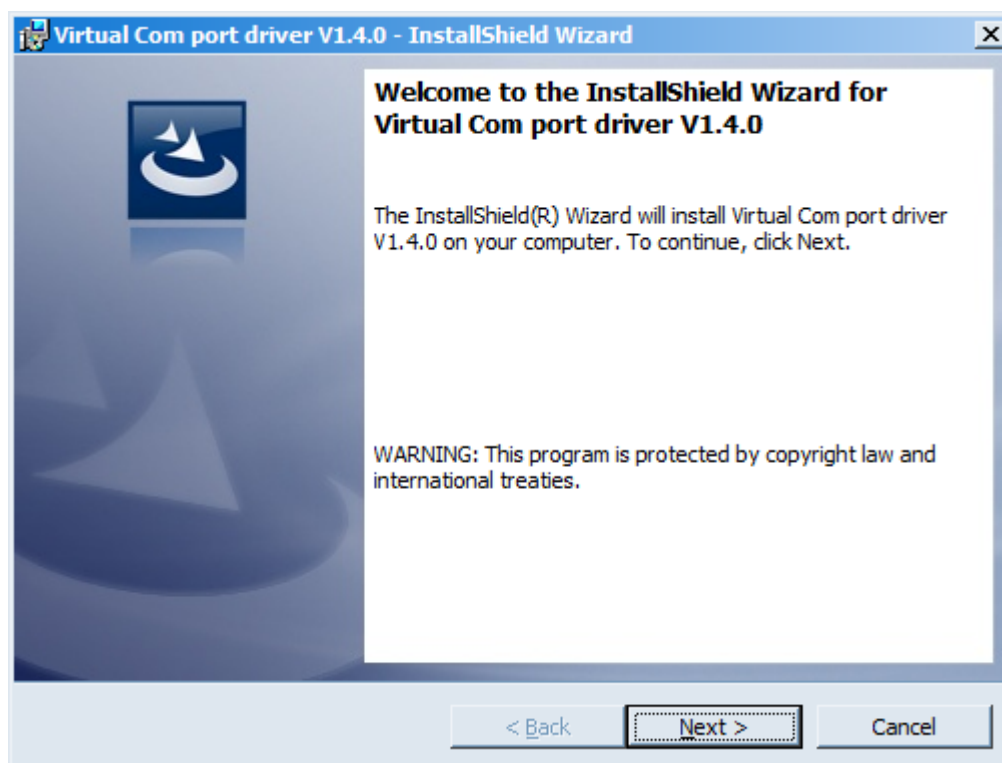 Virtual Com port driver V1.4.0 - InstallShield Wizard
Welcome to the InstallShield Wizard for
Virtual Com port driver V1.4.0
The InstallShield(R) Wizard will install Virtual Com port driver
V1.4.0 on your computer. To continue, click Next.
WARNING: This program is protected by copyright law and
international treaties.
< Back
Next >
Cancel